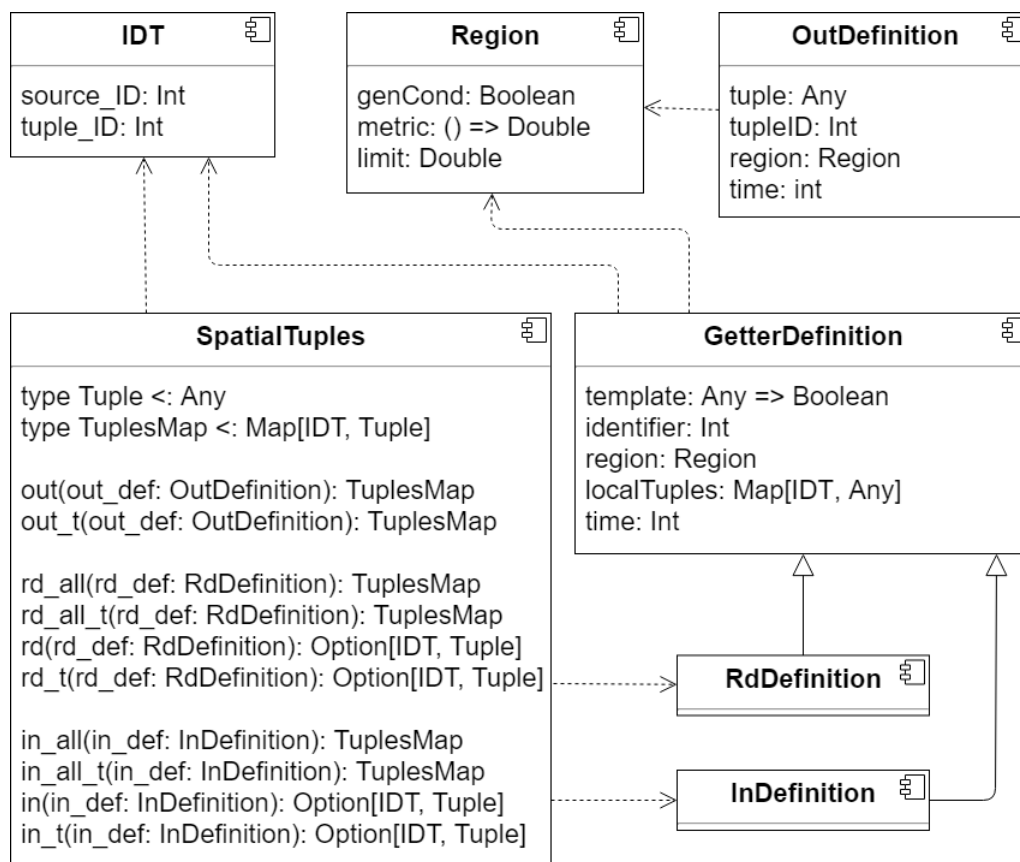 IDT
source_ID: Int
tuple_ID: Int
Region
genCond: Boolean
metric: () => Double
limit: Double
OutDefinition
tuple: Any
tupleID: Int
region: Region
time: int
SpatialTuples
type Tuple <: Any
type TuplesMap <: Map[IDT, Tuple]
out(out_def: OutDefinition): TuplesMap
out_t(out_def: OutDefinition): TuplesMap
rd_all(rd_def: RdDefinition): TuplesMap
rd_all_t(rd_def: RdDefinition): TuplesMap
rd(rd_def: RdDefinition): Option[IDT, Tuple]
rd_t(rd_def: RdDefinition): Option[IDT, Tuple]
in_all(in_def: InDefinition): TuplesMap
in_all_t(in_def: InDefinition): TuplesMap
in(in_def: InDefinition): Option[IDT, Tuple]
in_t(in_def: InDefinition): Option[IDT, Tuple]
GetterDefinition
template: Any => Boolean
identifier: Int
region: Region
localTuples: Map[IDT, Any]
time: Int
RdDefinition
InDefinition